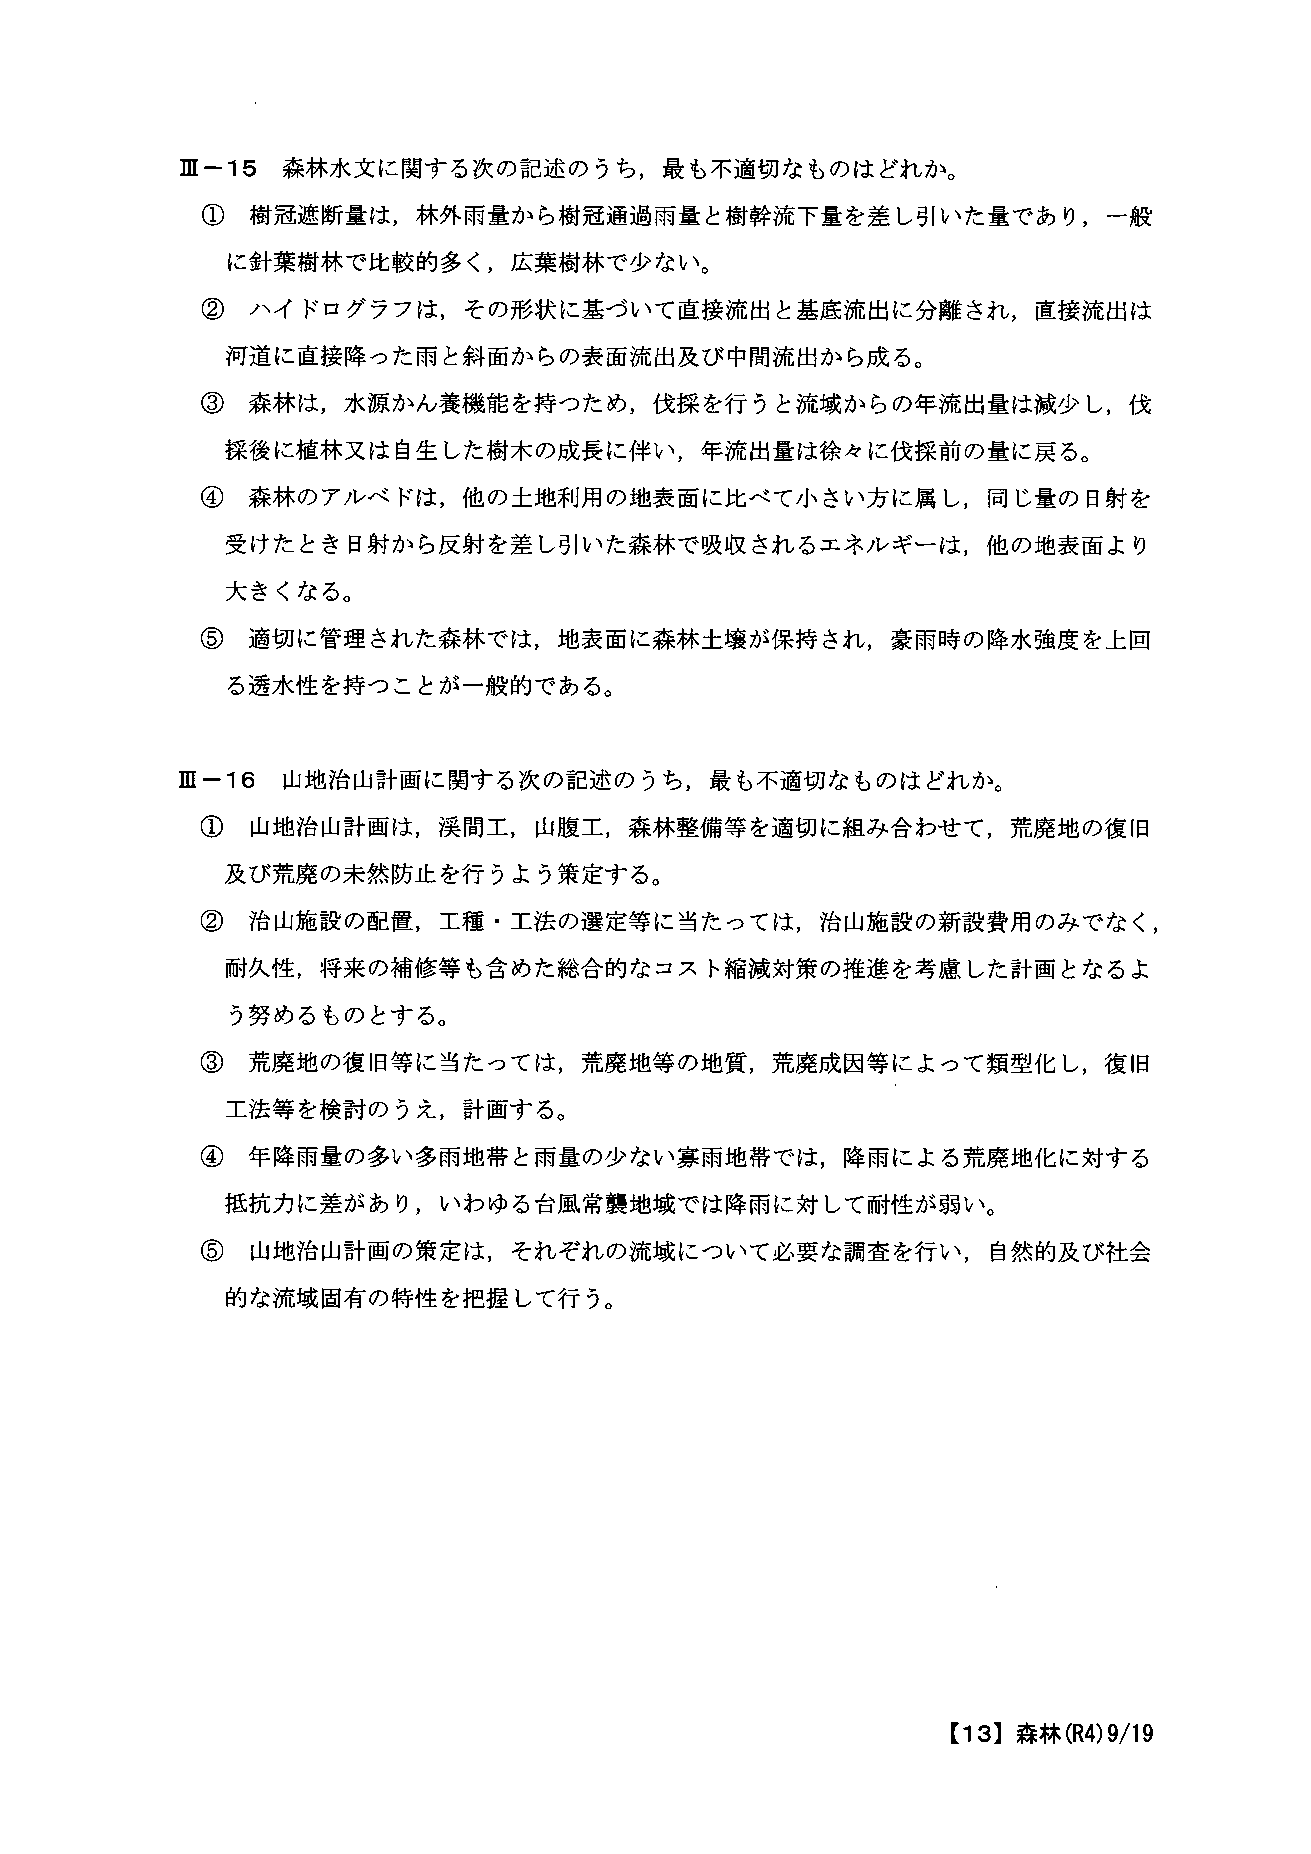 Ⅲ－15　森林水文に関する次の記述のうち，最も不適切なものはどれか。
①　樹冠遮断量は，林外雨量から樹冠通過雨量と樹幹流下量を差し引いた量であり，一般
に針葉樹林で比較的多く，広葉樹林で少ない。
②　ハイドログラフは，その形状に基づいて直接流出と基底流出に分離され，直接流出は
河道に直接降った雨と斜面からの表面流出及び中間流出から成る。
③　森林は，水源かん養機能を持つため，伐採を行うと流域からの年流出量は減少し，伐
採後に植林又は自生した樹木の成長に伴い，年流出量は徐々に伐採前の量に戻る。
④　森林のアルベドは，他の土地利用の地表面に比べて小さい方に属し，同じ量の日射を
受けたとき日射から反射を差し引いた森林で吸収されるエネルギーは，他の地表面より
大きくなる。
⑤　適切に管理された森林では，地表面に森林土壌が保持され，豪雨時の降水強度を上回
る透水性を持つことが一般的である。
Ⅲ－16　山地治山計画に関する次の記述のうち，最も不適切なものはどれか。
①　山地治山計画は，渓間工，山腹工，森林整備等を適切に組み合わせて，荒廃地の復旧
及び荒廃の未然防止を行うよう策定する。
②　治山施設の配置，工種・工法の選定等に当たっては，治山施設の新設費用のみでなく，
耐久性，将来の補修等も含めた総合的なコスト縮減対策の推進を考慮した計画となるよ
う努めるものとする。
③　荒廃地の復旧等に当たっては，荒廃地等の地質，荒廃成因等によって類型化し，復旧
工法等を検討のうえ，計画する。
④　年降雨量の多い多雨地帯と雨量の少ない寡雨地帯では，降雨による荒廃地化に対する
抵抗力に差があり，いわゆる台風常襲地域では降雨に対して耐性が弱い。
⑤　山地治山計画の策定は，それぞれの流域について必要な調査を行い，自然的及び社会
的な流域固有の特性を把握して行う。
【13】森林(R4)9/19